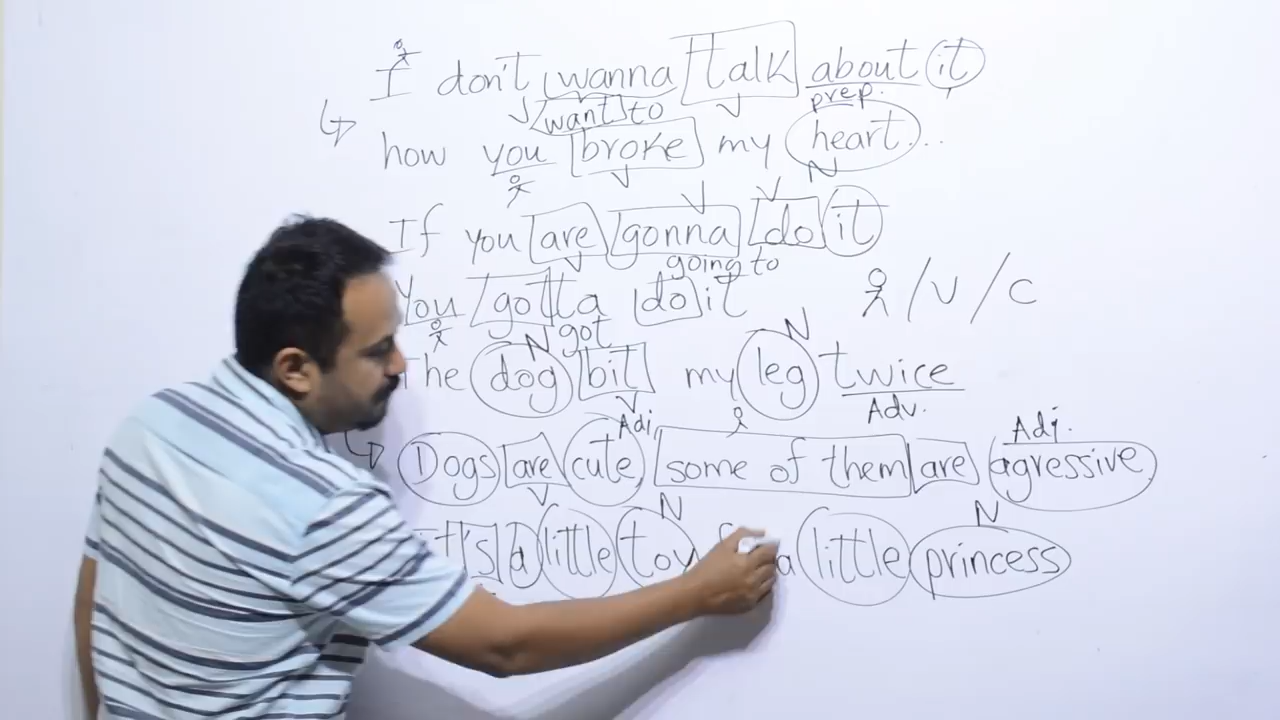 I don't wanna talk about it
want to prep.
how you broke my heart...
V V V V N
If you are gonna do it
V going to
You gotta do it / V / C
got N N
The dog bit my leg twice
V Adv.
Adj. Adj.
Dogs are cute some of them are agressive
V N N
It's a little toy a little princess